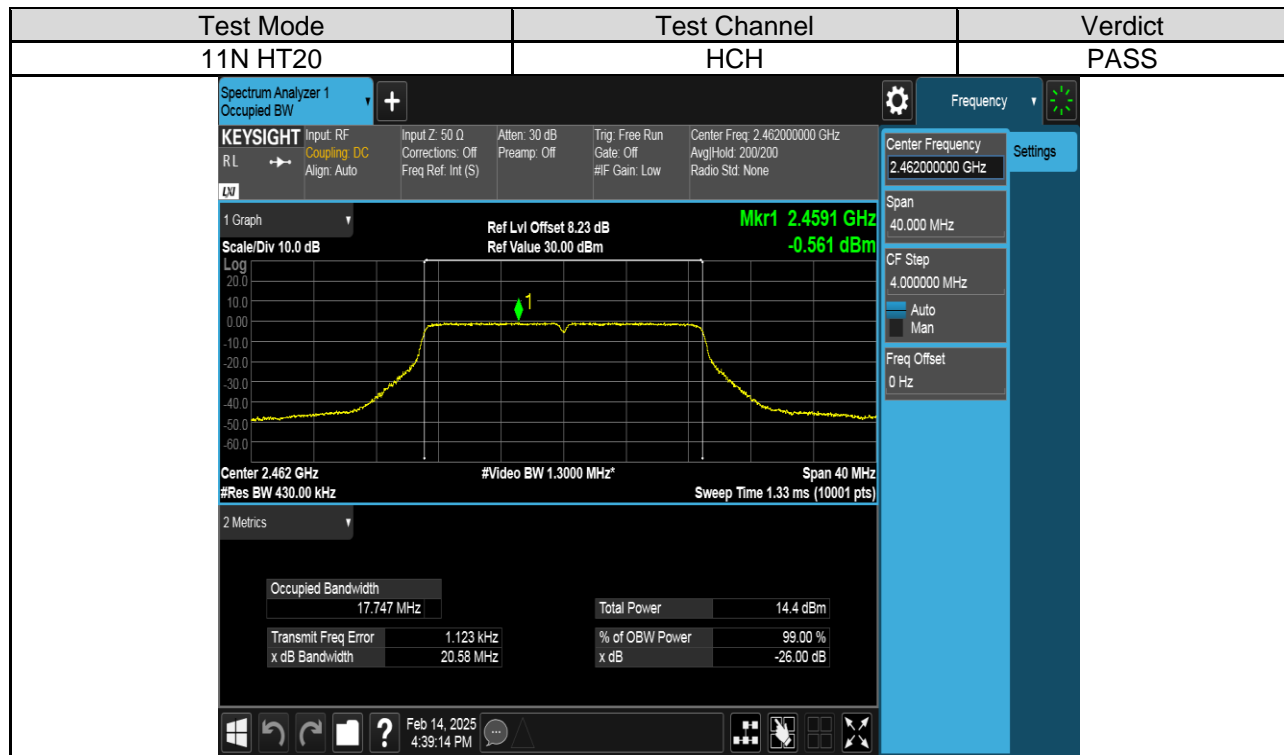 Test Mode Test Channel Verdict
11N HT20 HCH PASS
Spectrum Analyzer 1
Occupied BW
+
Frequency
KEYSIGHT
R L
LXI
Input: RF
Coupling: DC
Align: Auto
Input Z: 50 Ω
Corrections: Off
Freq Ref: Int (S)
Atten: 30 dB
Preamp: Off
Trig: Free Run
Gate: Off
#IF Gain: Low
Center Freq: 2.462000000 GHz
Avg|Hold: 200/200
Radio Std: None
Center Frequency
2.462000000 GHz
Settings
Span
40.000 MHz
CF Step
4.000000 MHz
Auto
Man
Freq Offset
0 Hz
1 Graph
Scale/Div 10.0 dB
Ref Lvl Offset 8.23 dB
Ref Value 30.00 dBm
Mkr1 2.4591 GHz
-0.561 dBm
Log
20.0
10.0
0.00
-10.0
-20.0
-30.0
-40.0
-50.0
-60.0
1
Center 2.462 GHz #Video BW 1.3000 MHz* Span 40 MHz
#Res BW 430.00 kHz Sweep Time 1.33 ms (10001 pts)
2 Metrics
Occupied Bandwidth
17.747 MHz
Total Power 14.4 dBm
Transmit Freq Error 1.123 kHz
% of OBW Power 99.00 %
x dB Bandwidth 20.58 MHz
x dB -26.00 dB
?
Feb 14, 2025
4:39:14 PM